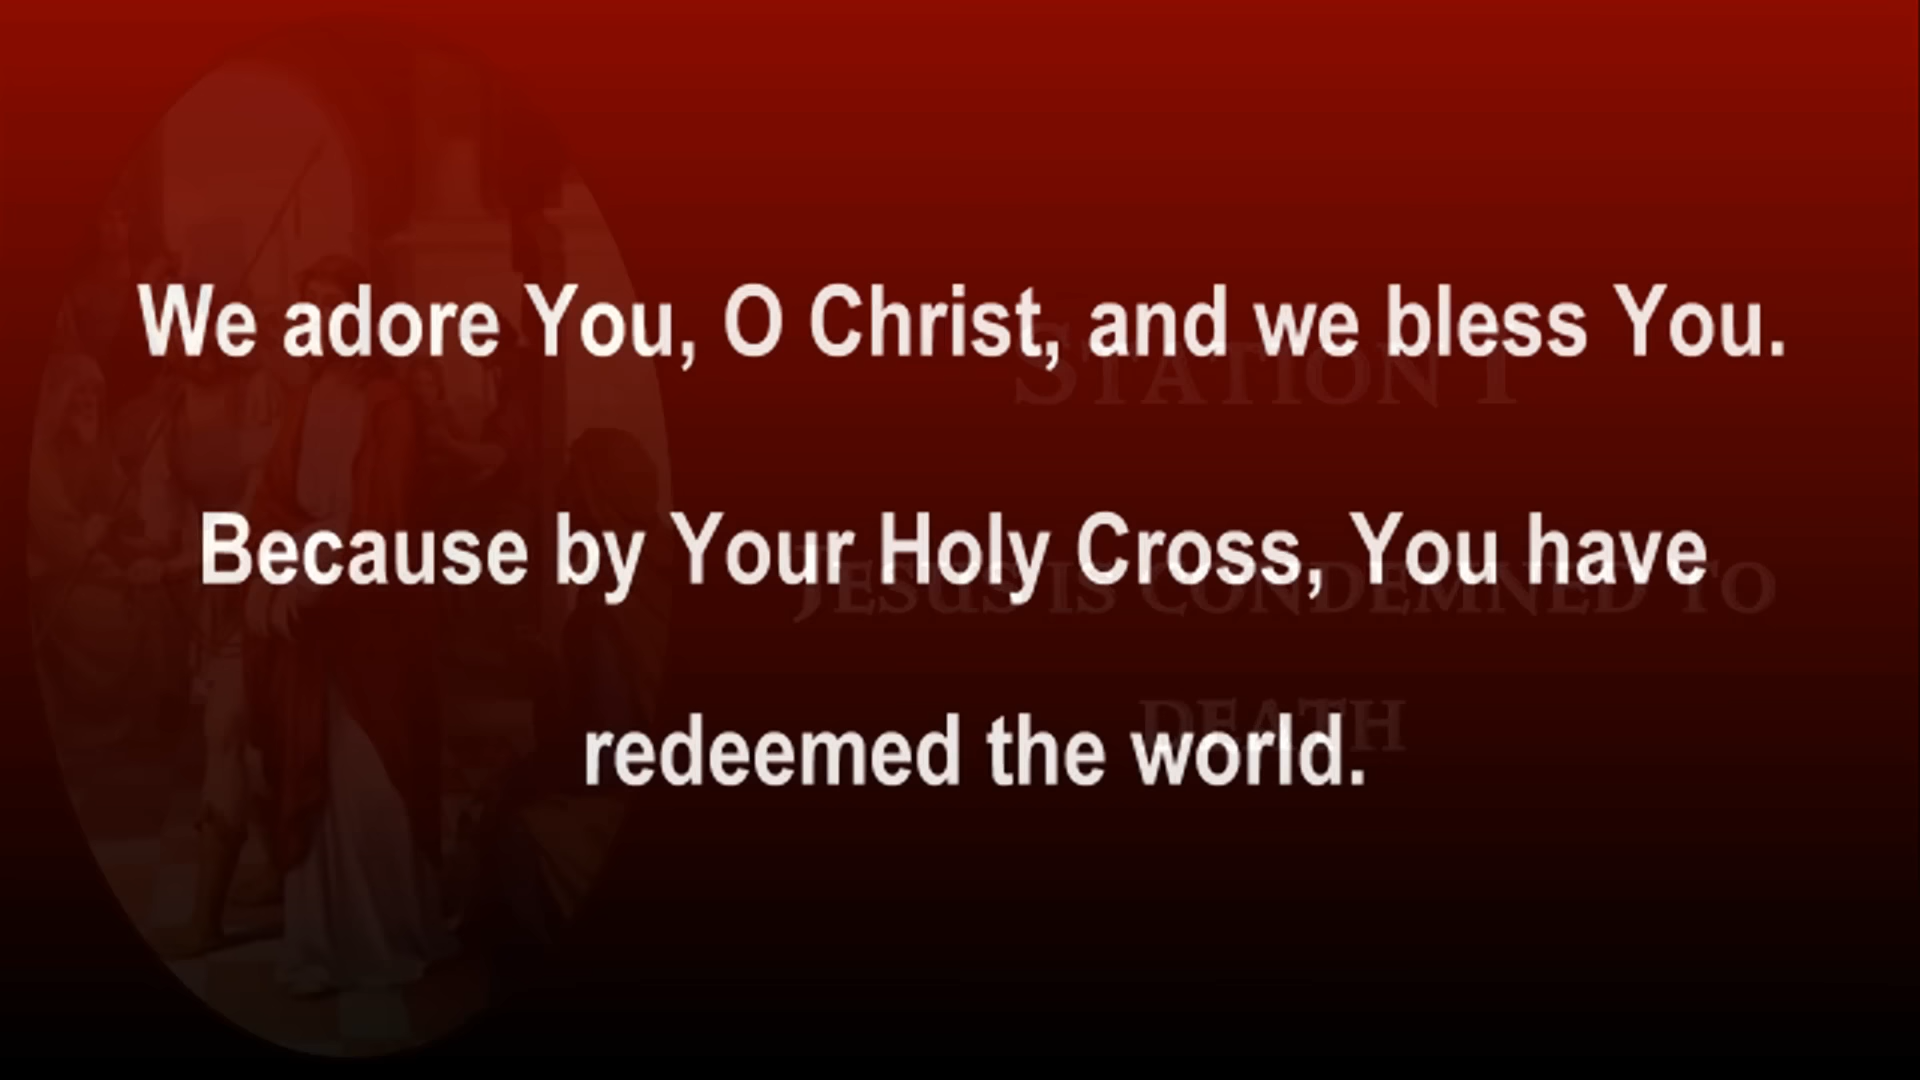 We adore You, O Christ, and we bless You.
STATION I
Because by Your Holy Cross, You have
JESUS IS CONDEMNED TO
redeemed the world.
DEATH